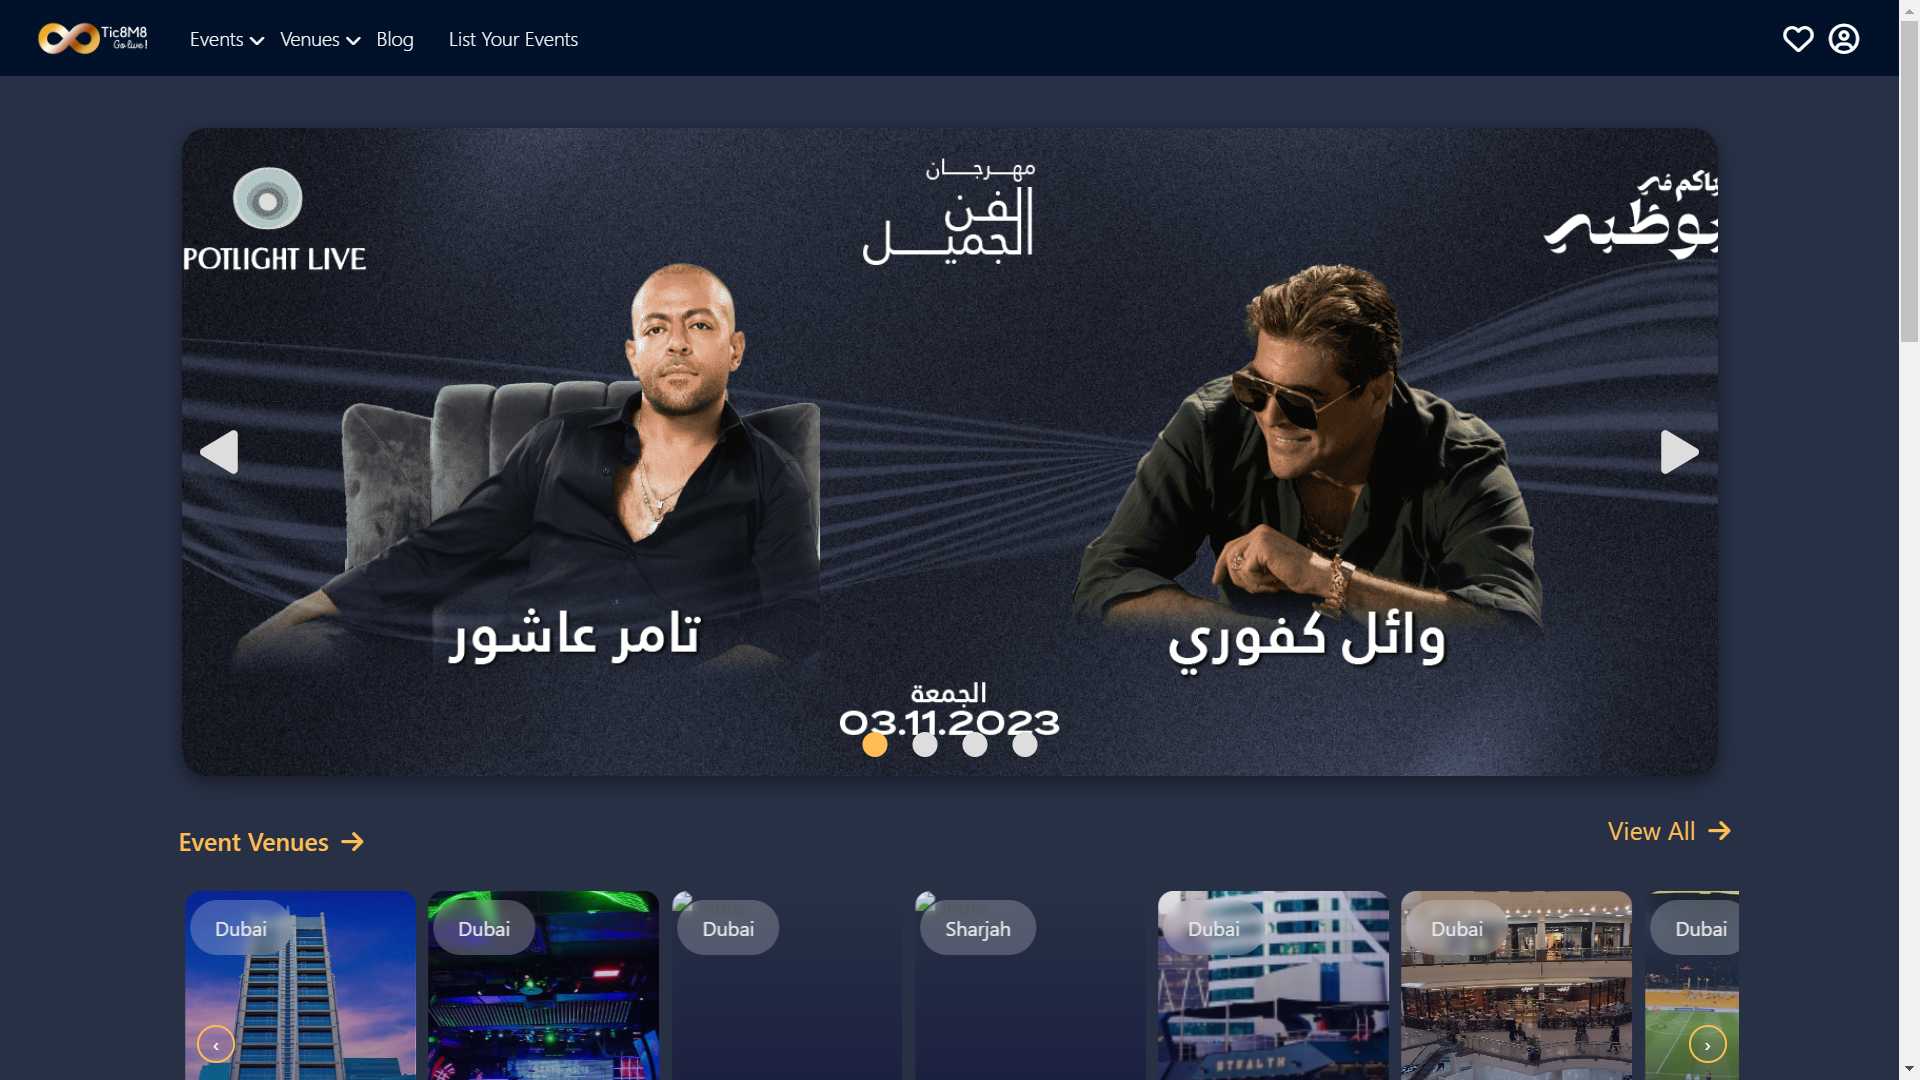 Tic8M8
Go live!
Events
Venues
Blog
List Your Events
POTLIGHT LIVE
مهرجان
الفن
الجميل
ياكم في
بوظبي
تامر عاشور
وائل كفوري
الجمعة
03.11.2023
Event Venues
View All
Dubai
Dubai
Dubai
Sharjah
Dubai
Dubai
Dubai
STEALTH